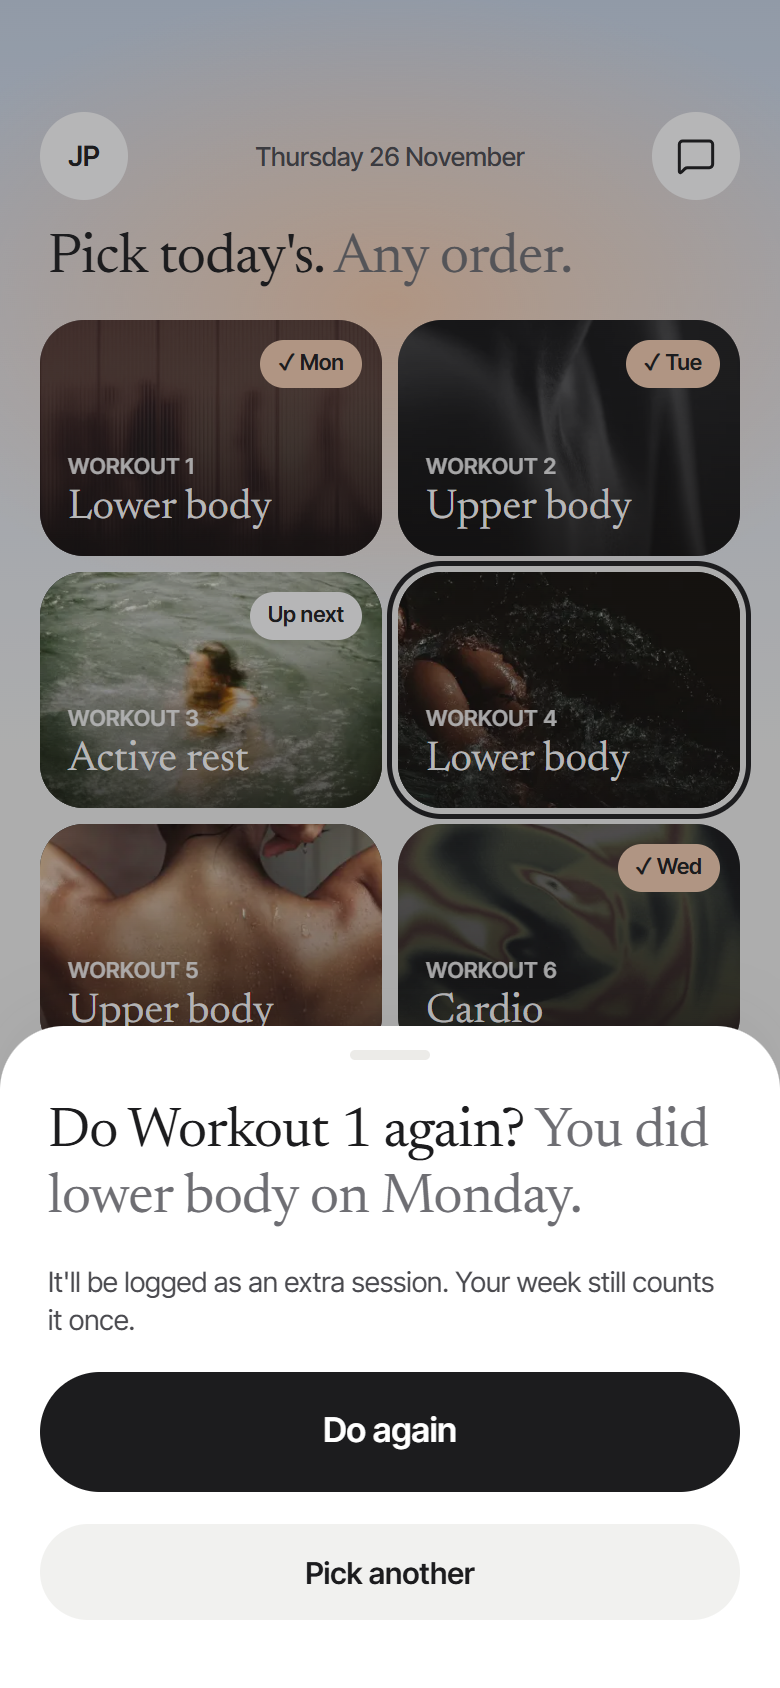 JP
Thursday 26 November
Pick today's. Any order.
✓ Mon
WORKOUT 1
Lower body
✓ Tue
WORKOUT 2
Upper body
Up next
WORKOUT 3
Active rest
WORKOUT 4
Lower body
WORKOUT 5
Upper body
✓ Wed
WORKOUT 6
Cardio
Do Workout 1 again? You did
lower body on Monday.
It'll be logged as an extra session. Your week still counts
it once.
Do again
Pick another